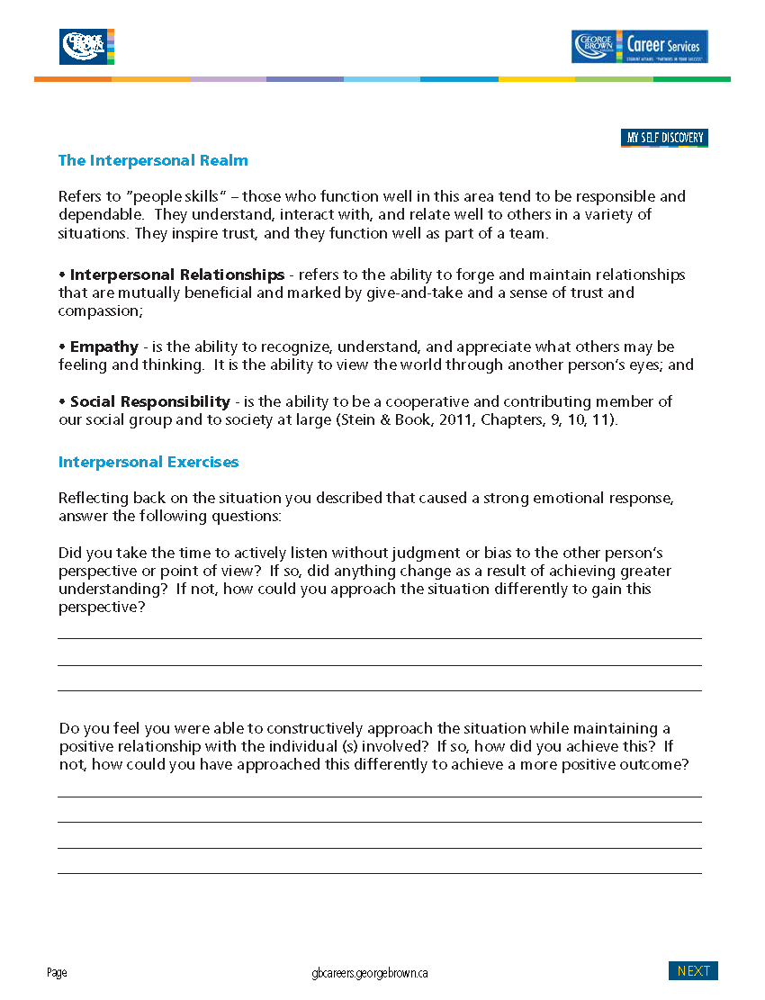 GEORGE
BROWN
GEORGE
BROWN
COLLEGE
Career Services
STUDENT AFFAIRS: "PARTNERS IN YOUR SUCCESS"
MY SELF DISCOVERY
The Interpersonal Realm
Refers to "people skills" – those who function well in this area tend to be responsible and
dependable.  They understand, interact with, and relate well to others in a variety of
situations. They inspire trust, and they function well as part of a team.
• Interpersonal Relationships - refers to the ability to forge and maintain relationships
that are mutually beneficial and marked by give-and-take and a sense of trust and
compassion;
• Empathy - is the ability to recognize, understand, and appreciate what others may be
feeling and thinking.  It is the ability to view the world through another person's eyes; and
• Social Responsibility - is the ability to be a cooperative and contributing member of
our social group and to society at large (Stein & Book, 2011, Chapters, 9, 10, 11).
Interpersonal Exercises
Reflecting back on the situation you described that caused a strong emotional response,
answer the following questions:
Did you take the time to actively listen without judgment or bias to the other person's
perspective or point of view?  If so, did anything change as a result of achieving greater
understanding?  If not, how could you approach the situation differently to gain this
perspective?
Do you feel you were able to constructively approach the situation while maintaining a
positive relationship with the individual (s) involved?  If so, how did you achieve this?  If
not, how could you have approached this differently to achieve a more positive outcome?
Page
gbcareers.georgebrown.ca
NEXT